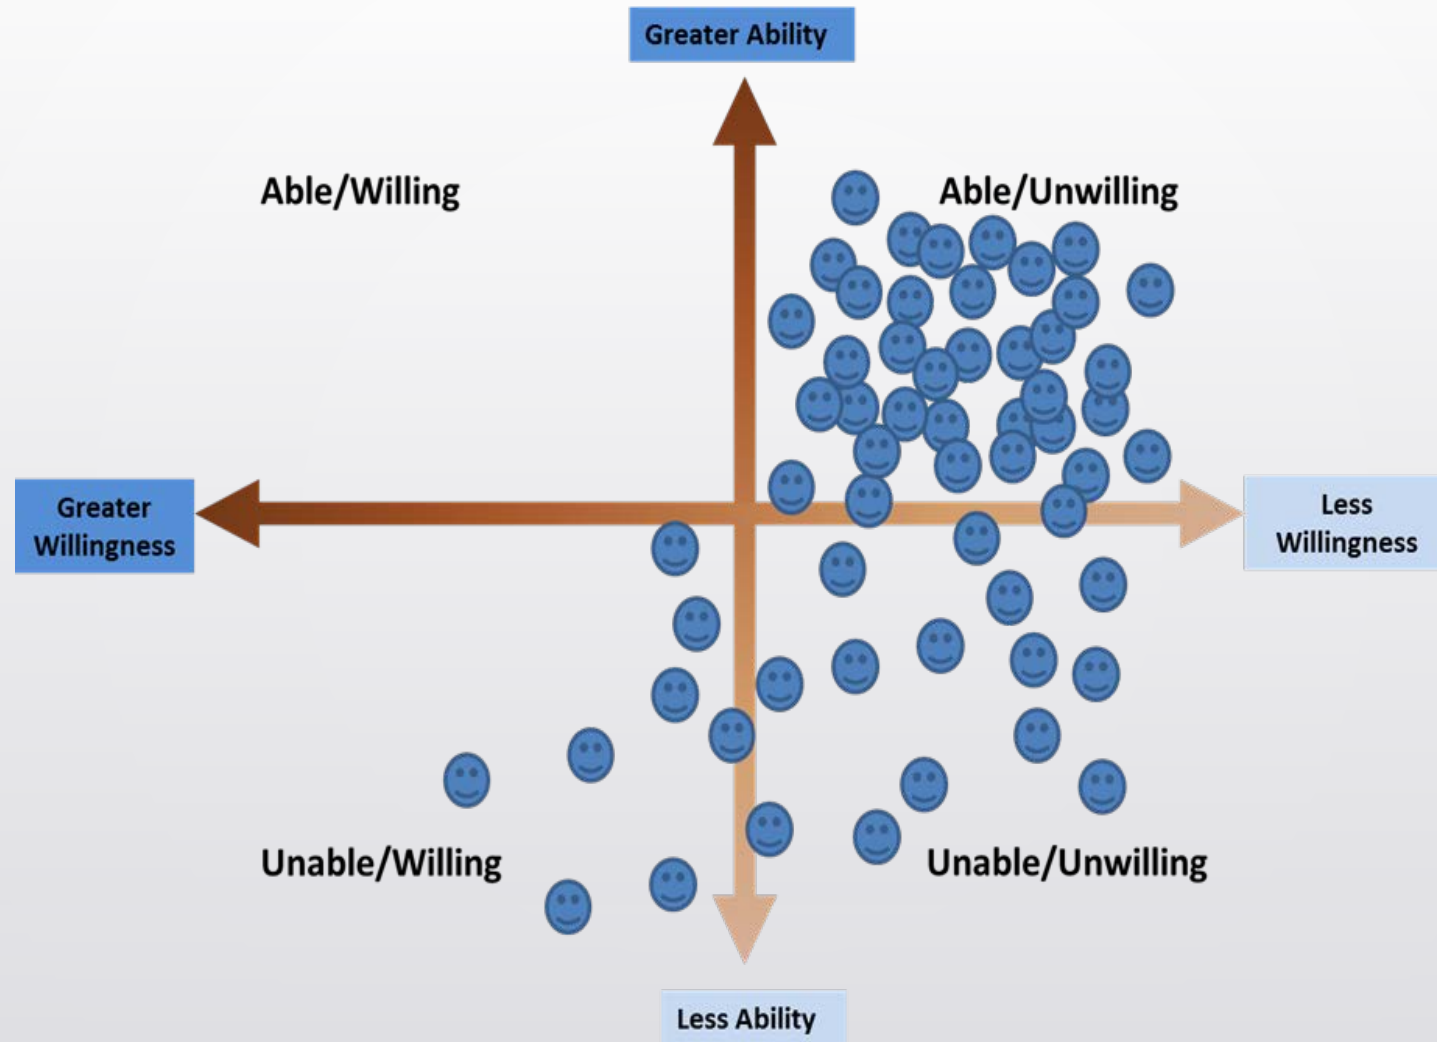 Greater Ability
Able/Willing
Able/Unwilling
Greater
Willingness
Less
Willingness
Unable/Willing
Unable/Unwilling
Less Ability